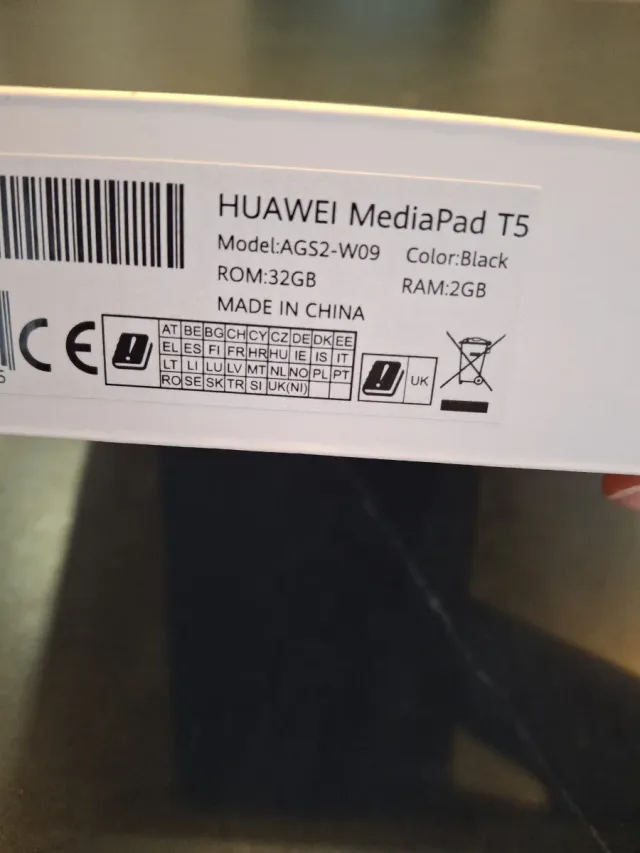 HUAWEI MediaPad T5
Model:AGS2-W09 Color:Black
ROM:32GB RAM:2GB
MADE IN CHINA
CE
AT BE BG CH CY CZ DE DK EE
EL ES FI FR HR HU IE IS IT
LT LI LU LV MT NL NO PL PT
RO SE SK TR SI UK(NI)
UK
5